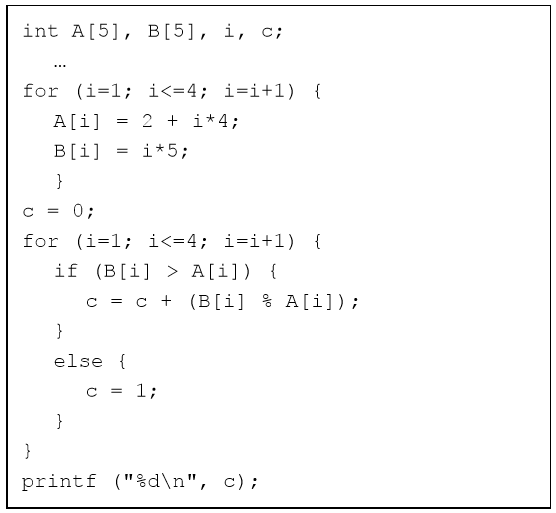 int A[5], B[5], i, c;
…
for (i=1; i<=4; i=i+1) {
A[i] = 2 + i*4;
B[i] = i*5;
}
c = 0;
for (i=1; i<=4; i=i+1) {
if (B[i] > A[i]) {
c = c + (B[i] % A[i]);
}
else {
c = 1;
}
}
printf ("%d\n", c);